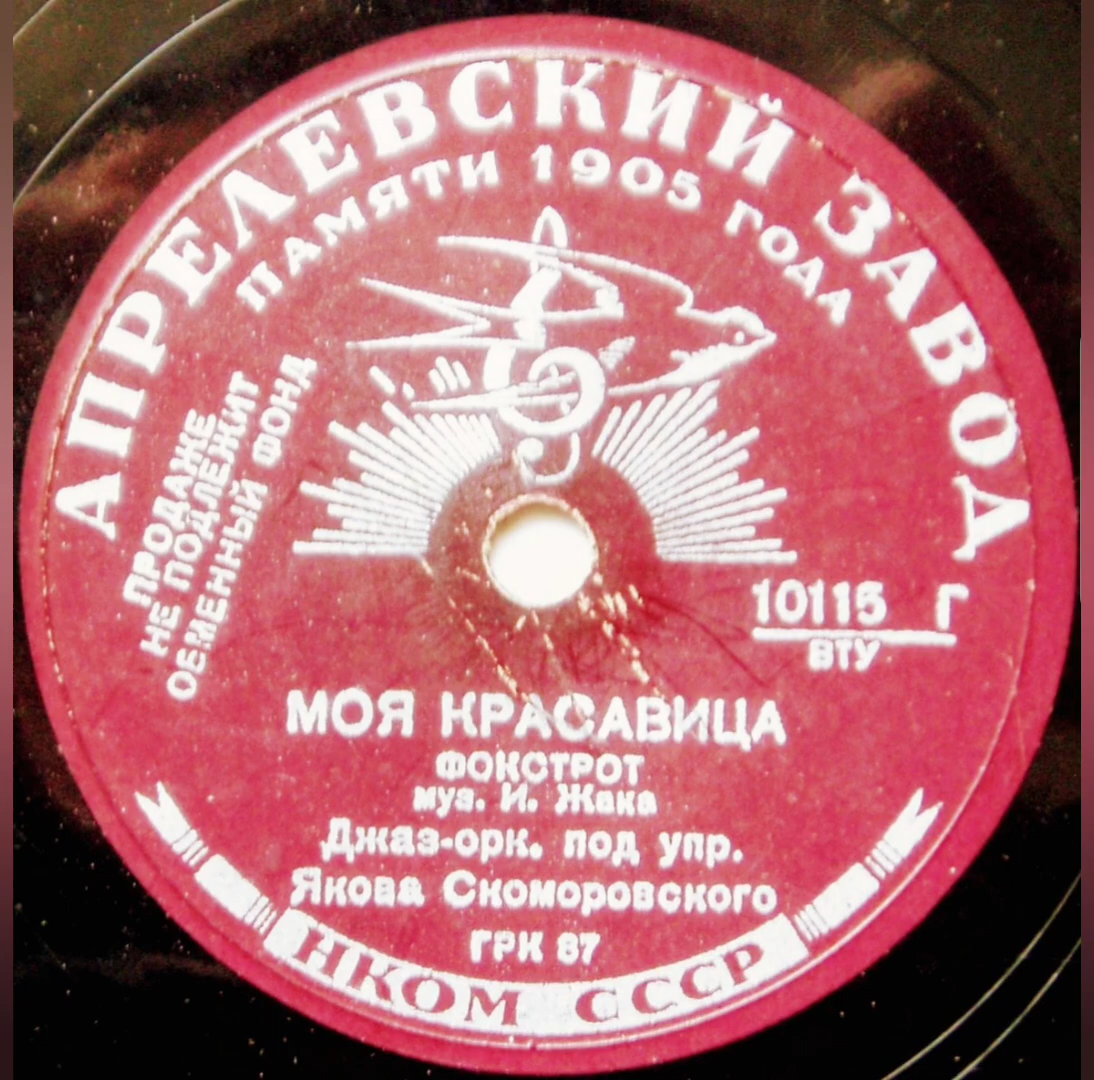 АПРЕЛЕВСКИЙ ЗАВОД
ПАМЯТИ 1905 ГОДА
ПРОДАЖЕ
НЕ ПОДЛЕЖИТ
ОБМЕННЫЙ ФОНД
10115 Г
ВТУ
МОЯ КРАСАВИЦА
ФОКСТРОТ
муз. И. Жака
Джаз-орк. под упр.
Якова Скоморовского
ГРК 87
НКОМ СССР